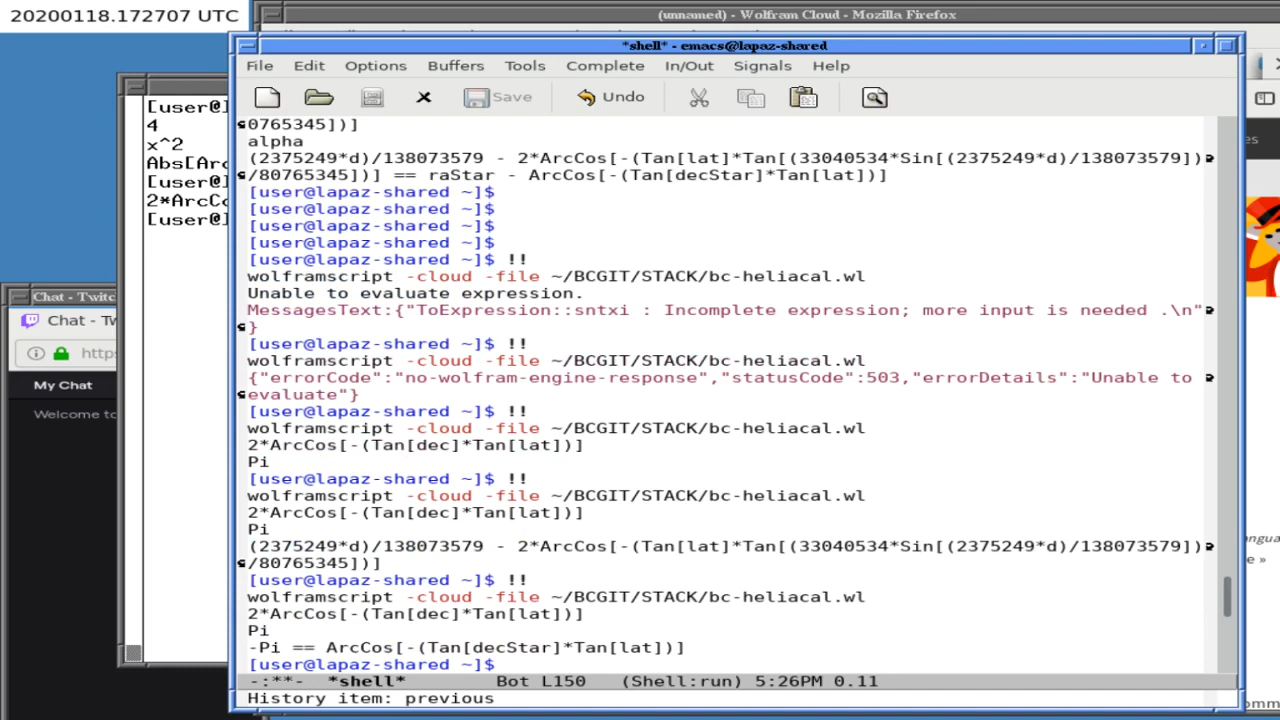 20200118.172707 UTC
(unnamed) - Wolfram Cloud - Mozilla Firefox
*shell* - emacs@lapaz-shared
File Edit Options Buffers Tools Complete In/Out Signals Help
Save Undo
0765345])]
alpha
(2375249*d)/138073579 - 2*ArcCos[-(Tan[lat]*Tan[(33040534*Sin[(2375249*d)/138073579])
/80765345])] == raStar - ArcCos[-(Tan[decStar]*Tan[lat])]
[user@lapaz-shared ~]$
[user@lapaz-shared ~]$
[user@lapaz-shared ~]$
[user@lapaz-shared ~]$
[user@lapaz-shared ~]$ !!
wolframscript -cloud -file ~/BCGIT/STACK/bc-heliacal.wl
Unable to evaluate expression.
MessagesText:{"ToExpression::sntxi : Incomplete expression; more input is needed .\n"
}
[user@lapaz-shared ~]$ !!
wolframscript -cloud -file ~/BCGIT/STACK/bc-heliacal.wl
{"errorCode":"no-wolfram-engine-response","statusCode":503,"errorDetails":"Unable to
evaluate"}
[user@lapaz-shared ~]$ !!
wolframscript -cloud -file ~/BCGIT/STACK/bc-heliacal.wl
2*ArcCos[-(Tan[dec]*Tan[lat])]
Pi
[user@lapaz-shared ~]$ !!
wolframscript -cloud -file ~/BCGIT/STACK/bc-heliacal.wl
2*ArcCos[-(Tan[dec]*Tan[lat])]
Pi
(2375249*d)/138073579 - 2*ArcCos[-(Tan[lat]*Tan[(33040534*Sin[(2375249*d)/138073579])
/80765345])]
[user@lapaz-shared ~]$ !!
wolframscript -cloud -file ~/BCGIT/STACK/bc-heliacal.wl
2*ArcCos[-(Tan[dec]*Tan[lat])]
Pi
-Pi == ArcCos[-(Tan[decStar]*Tan[lat])]
[user@lapaz-shared ~]$
-:**- *shell* Bot L150 (Shell:run) 5:26PM 0.11
History item: previous
[user@
4
x^2
Abs[Arc
[user@
2*ArcCo
[user@
Chat - Twitc
Chat - Tw
http
My Chat
Welcome to